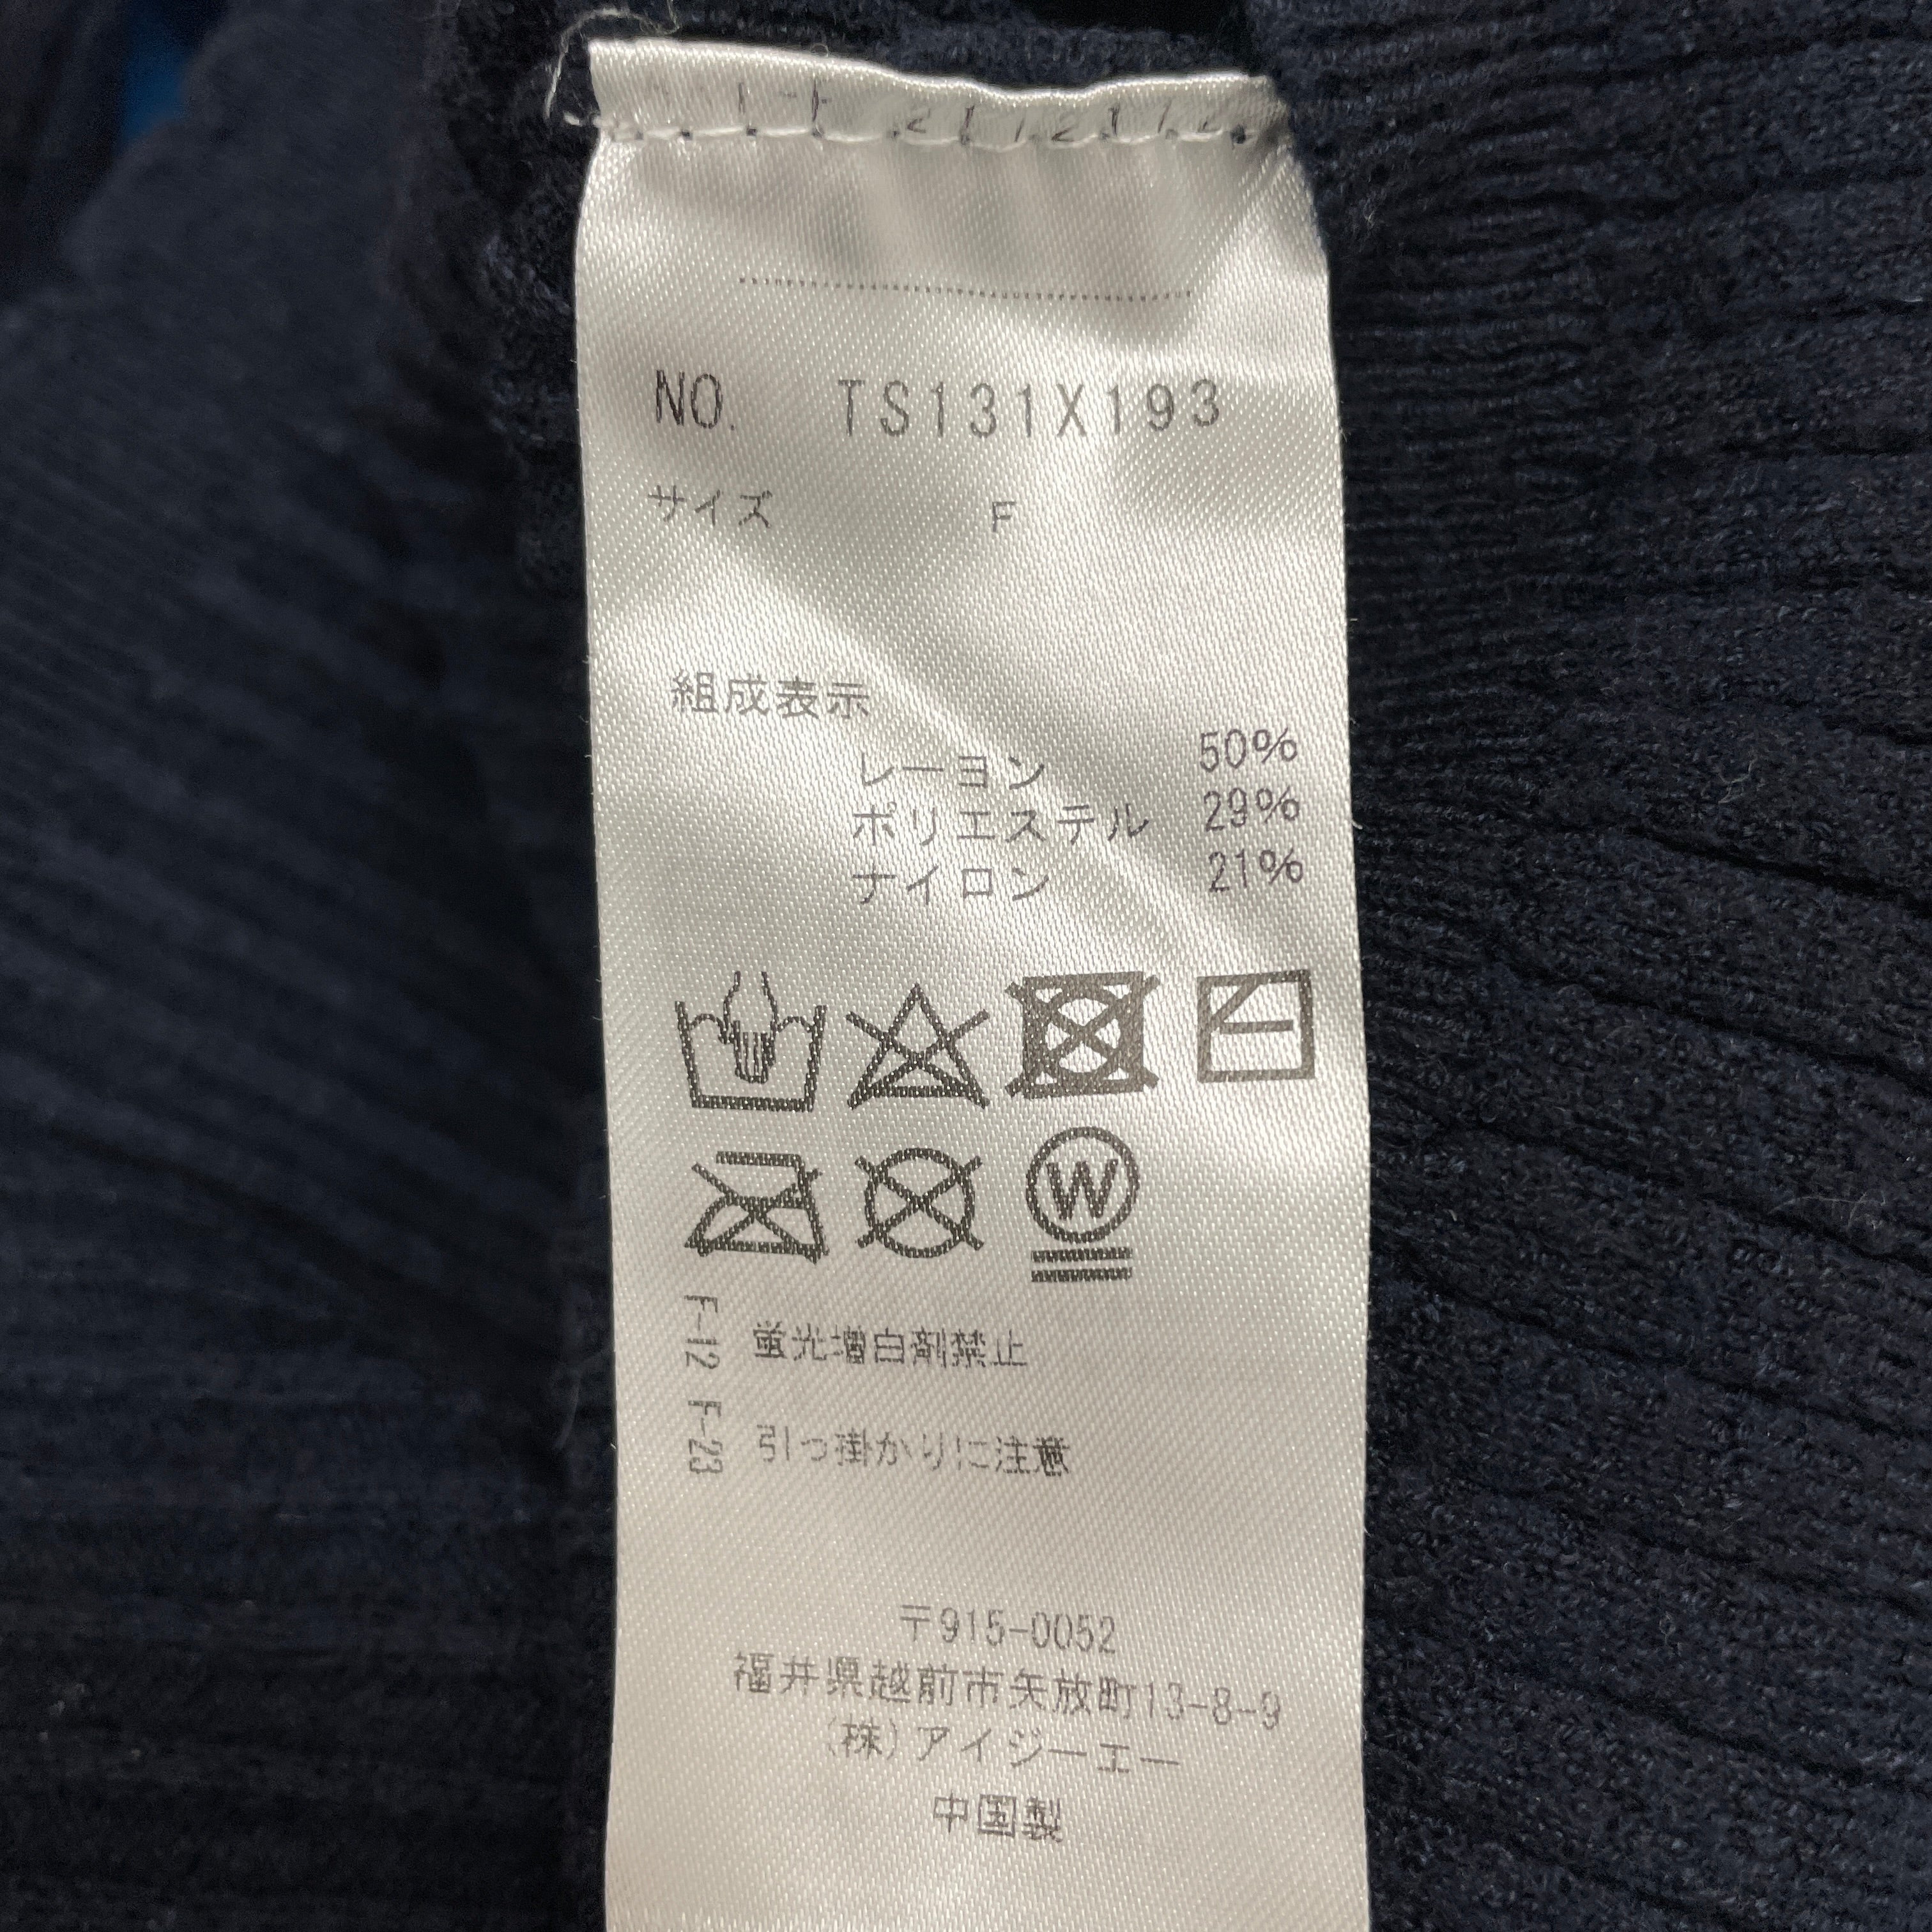 NO. TS131X193
サイズ F
組成表示
レーヨン 50%
ポリエステル 29%
ナイロン 21%
W
F-12 蛍光増白剤禁止
F-23 引っ掛かりに注意
〒915-0052
福井県越前市矢放町13-8-9
(株)アイジーエー
中国製